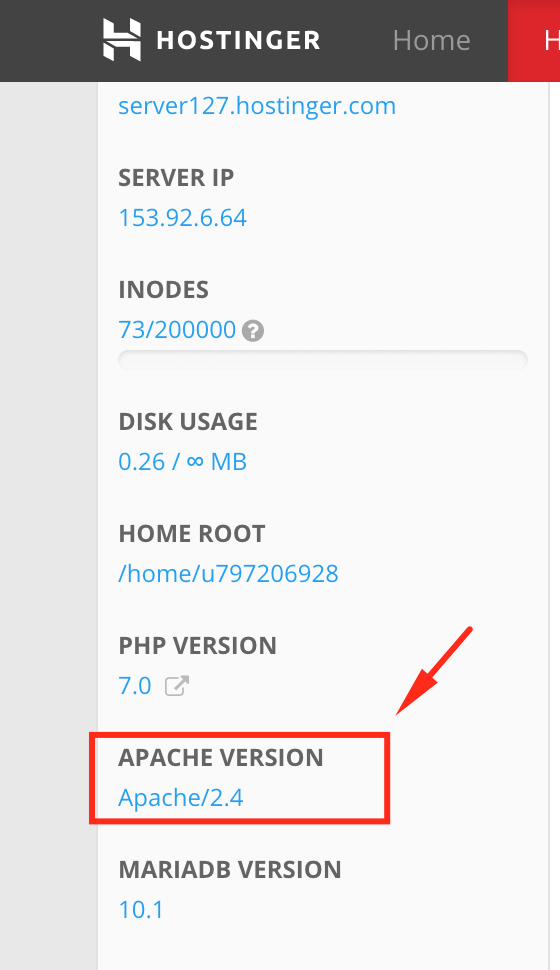 HOSTINGER
Home
H
server127.hostinger.com
SERVER IP
153.92.6.64
INODES
73/200000 ?
DISK USAGE
0.26 / ∞ MB
HOME ROOT
/home/u797206928
PHP VERSION
7.0
APACHE VERSION
Apache/2.4
MARIADB VERSION
10.1